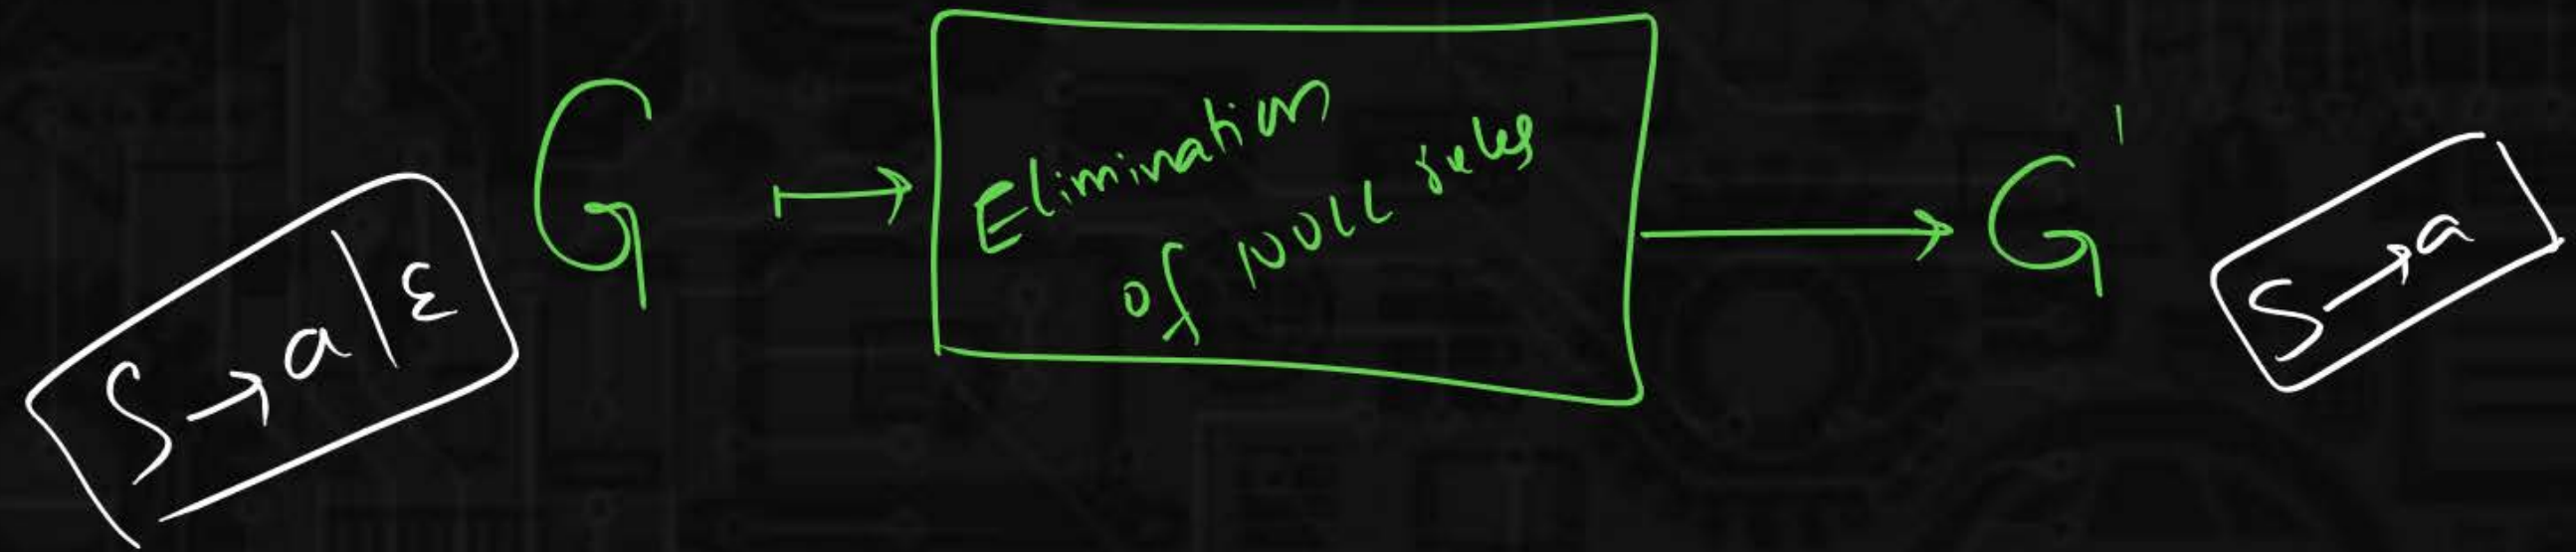 S → a | ε
G
Elimination
of NULL rules
G'
S → a